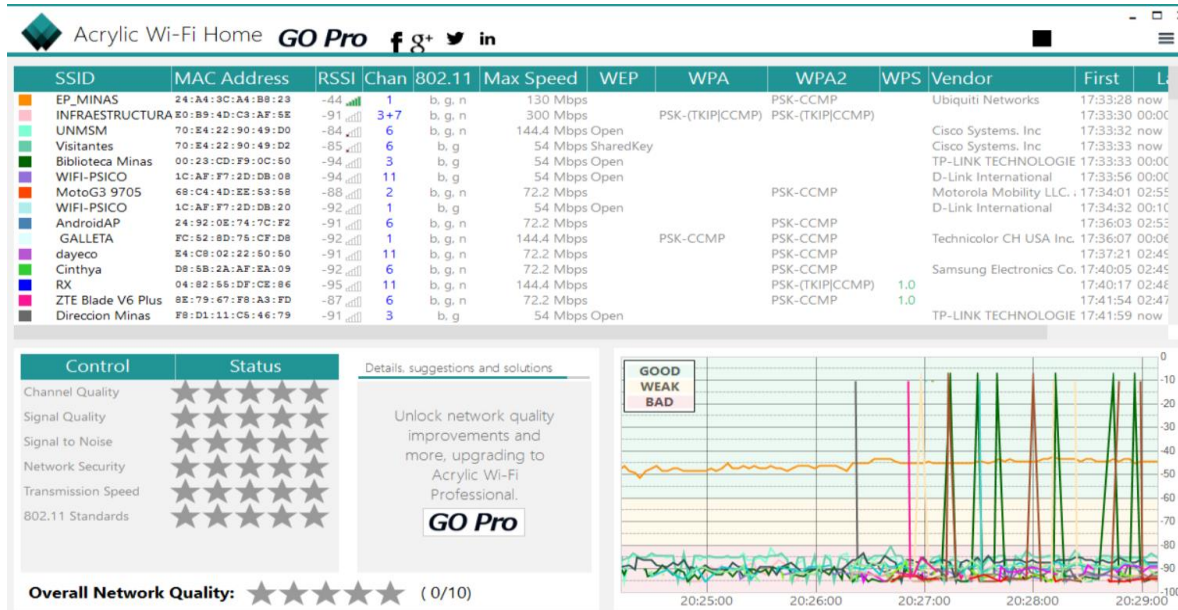 Acrylic Wi-Fi Home GO Pro f g+ in
SSID MAC Address RSSI Chan 802.11 Max Speed WEP WPA WPA2 WPS Vendor First La
EP_MINAS 24:A4:3C:A4:B8:23 -44 1 b, g, n 130 Mbps PSK-CCMP Ubiquiti Networks 17:33:28 now
INFRAESTRUCTURA E0:B9:4D:C3:AF:5E -91 3+7 b, g, n 300 Mbps PSK-(TKIP|CCMP) PSK-(TKIP|CCMP) 17:33:30 00:00
UNMSM 70:E4:22:90:49:D0 -84 6 b, g, n 144.4 Mbps Open Cisco Systems. Inc 17:33:32 now
Visitantes 70:E4:22:90:49:D2 -85 6 b, g 54 Mbps SharedKey Cisco Systems. Inc 17:33:33 now
Biblioteca Minas 00:23:CD:F9:0C:50 -94 3 b, g 54 Mbps Open TP-LINK TECHNOLOGIE 17:33:33 00:00
WIFI-PSICO 1C:AF:F7:2D:DB:08 -94 11 b, g 54 Mbps Open D-Link International 17:33:56 00:00
MotoG3 9705 68:C4:4D:EE:53:58 -88 2 b, g, n 72.2 Mbps PSK-CCMP Motorola Mobility LLC. 17:34:01 02:55
WIFI-PSICO 1C:AF:F7:2D:DB:20 -92 1 b, g 54 Mbps Open D-Link International 17:34:32 00:10
AndroidAP 24:92:0E:74:7C:F2 -91 6 b, g, n 72.2 Mbps PSK-CCMP 17:36:03 02:53
GALLETA FC:52:8D:75:CF:D8 -92 1 b, g, n 144.4 Mbps PSK-CCMP PSK-CCMP Technicolor CH USA Inc. 17:36:07 00:06
dayeco E4:C8:02:22:50:50 -91 11 b, g, n 72.2 Mbps PSK-CCMP 17:37:21 02:49
Cinthya D8:5B:2A:AF:EA:09 -92 6 b, g, n 72.2 Mbps PSK-CCMP Samsung Electronics Co. 17:40:05 02:49
RX 04:82:55:DF:CE:86 -95 11 b, g, n 144.4 Mbps PSK-(TKIP|CCMP) 1.0 17:40:17 02:48
ZTE Blade V6 Plus 8E:79:67:F8:A3:FD -87 6 b, g, n 72.2 Mbps PSK-CCMP 1.0 17:41:54 02:47
Direccion Minas F8:D1:11:C5:46:79 -91 3 b, g 54 Mbps Open TP-LINK TECHNOLOGIE 17:41:59 now
Control Status
Channel Quality
Signal Quality
Signal to Noise
Network Security
Transmission Speed
802.11 Standards
Overall Network Quality: ( 0/10)
Details, suggestions and solutions
Unlock network quality
improvements and
more, upgrading to
Acrylic Wi-Fi
Professional.
GO Pro
GOOD
WEAK
BAD
0
-10
-20
-30
-40
-50
-60
-70
-80
-90
-100
20:25:00 20:26:00 20:27:00 20:28:00 20:29:00